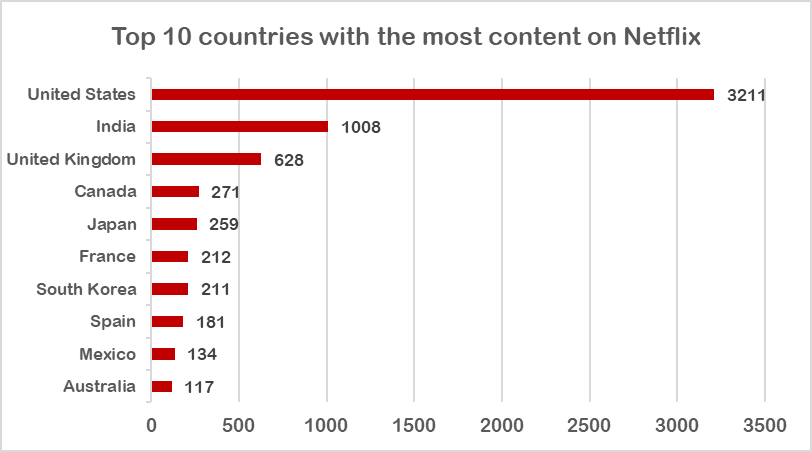 Top 10 countries with the most content on Netflix
United States 3211
India 1008
United Kingdom 628
Canada 271
Japan 259
France 212
South Korea 211
Spain 181
Mexico 134
Australia 117
0 500 1000 1500 2000 2500 3000 3500